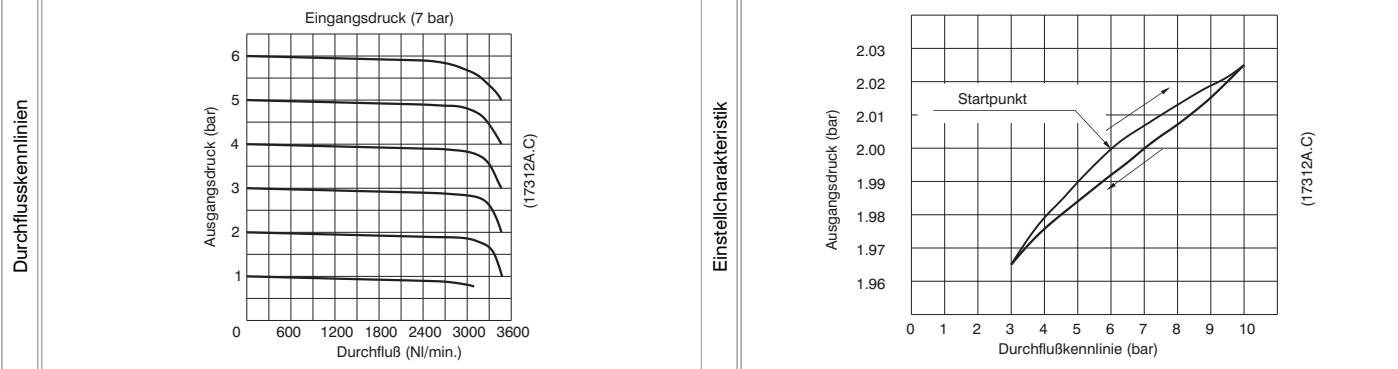 Durchflusskennlinien
Eingangsdruck (7 bar)
Ausgangsdruck (bar)
6
5
4
3
2
1
0 600 1200 1800 2400 3000 3600
Durchfluß (Nl/min.)
(17312A.C)
Einstellcharakteristik
Ausgangsdruck (bar)
2.03
2.02
2.01
2.00
1.99
1.98
1.97
1.96
Startpunkt
0 1 2 3 4 5 6 7 8 9 10
Durchflußkennlinie (bar)
(17312A.C)